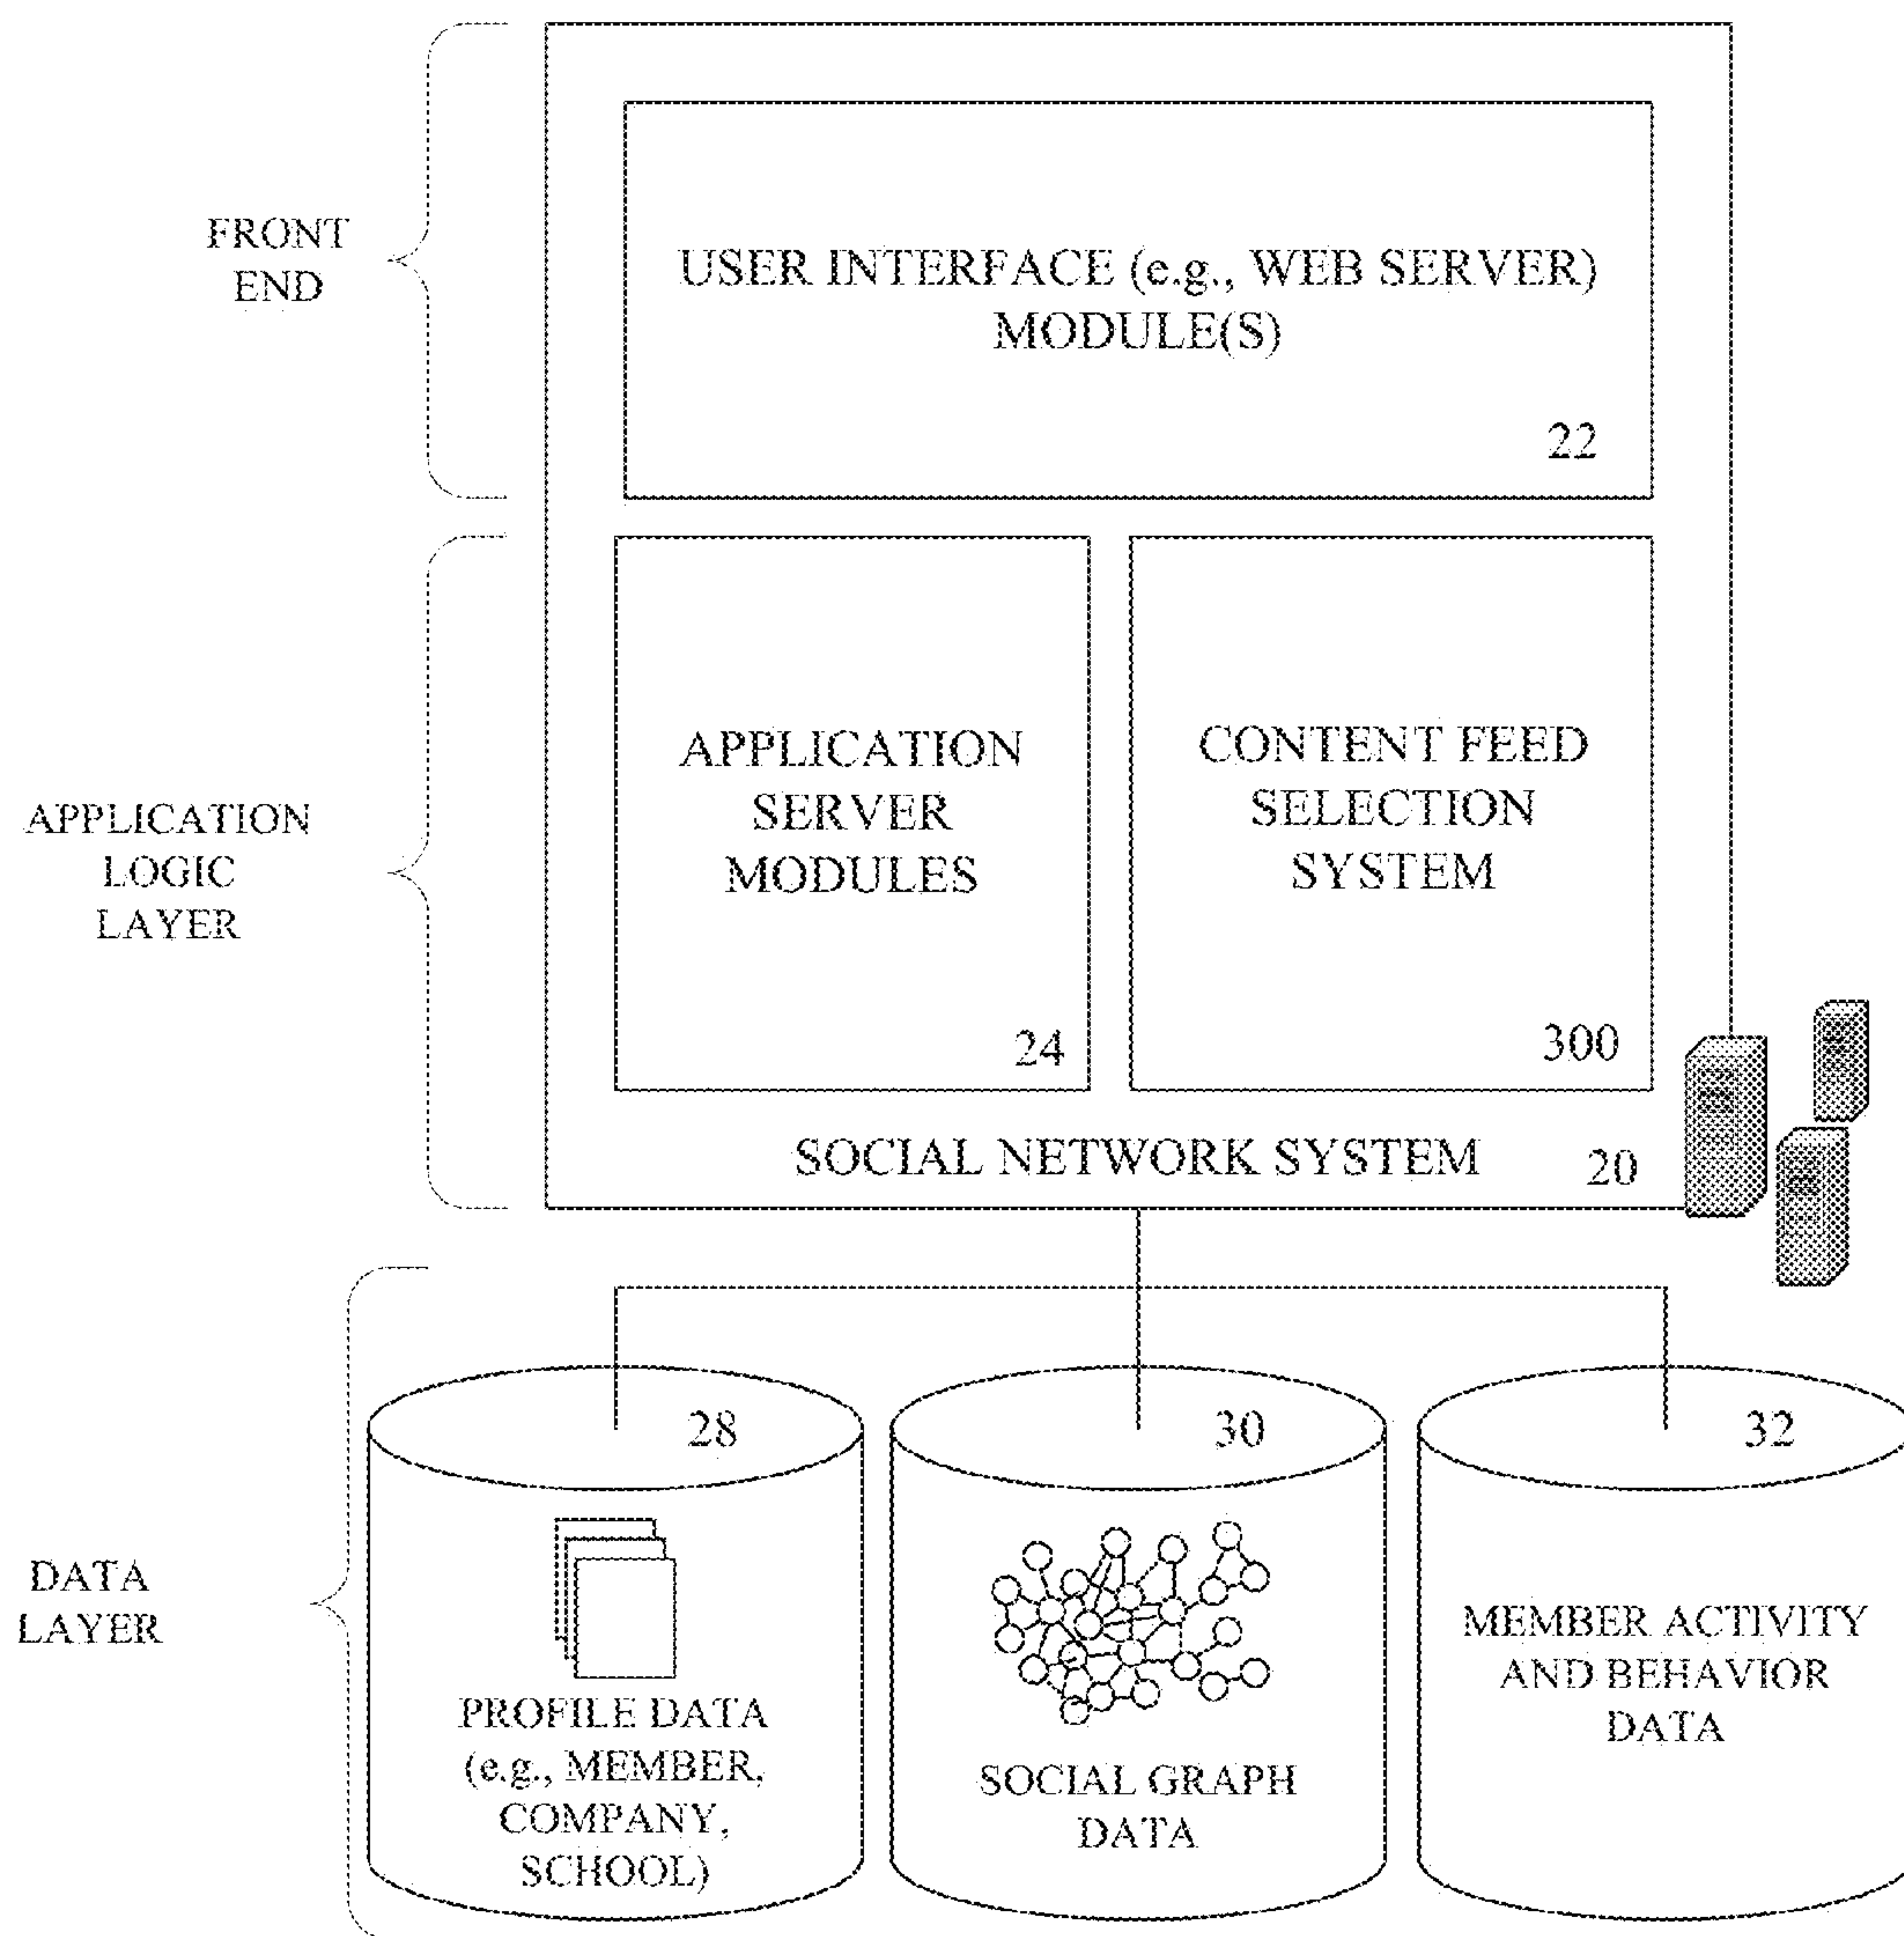 FRONT
END
USER INTERFACE (e.g., WEB SERVER)
MODULE(S)
22
APPLICATION
LOGIC
LAYER
APPLICATION
SERVER
MODULES
24
CONTENT FEED
SELECTION
SYSTEM
300
SOCIAL NETWORK SYSTEM
20
DATA
LAYER
28
PROFILE DATA
(e.g., MEMBER,
COMPANY,
SCHOOL)
30
SOCIAL GRAPH
DATA
32
MEMBER ACTIVITY
AND BEHAVIOR
DATA